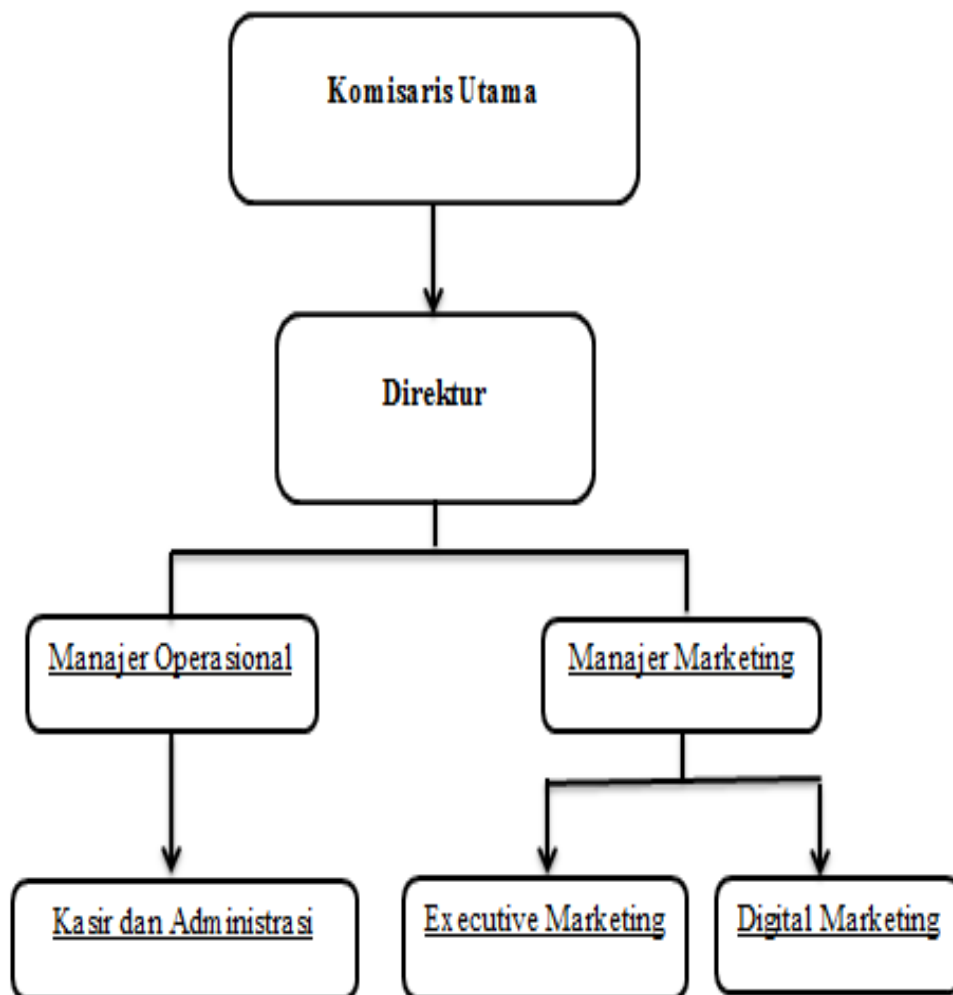 Komisaris Utama
Direktur
Manajer Operasional
Manajer Marketing
Kasir dan Administrasi
Executive Marketing
Digital Marketing